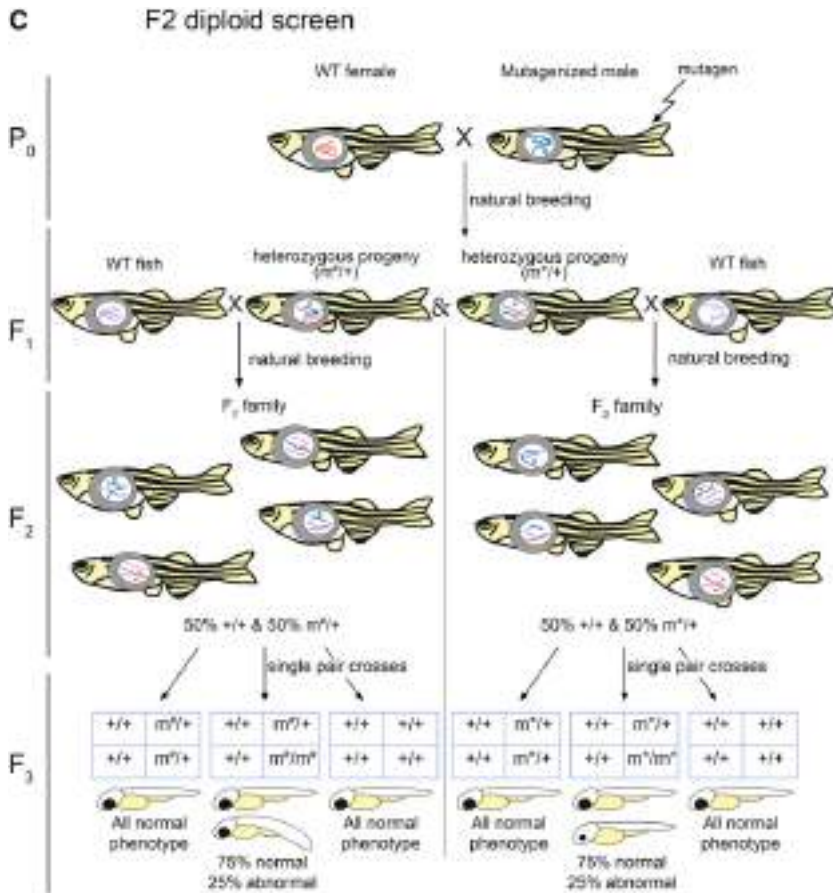 C F2 diploid screen
WT female Mutagenized male mutagen
P0 X
natural breeding
WT fish heterozygous progeny (m*/+) heterozygous progeny (m*/+) WT fish
F1 X & X
natural breeding natural breeding
F2 family F2 family
F2
50% +/+ & 50% m*/+ 50% +/+ & 50% m*/+
single pair crosses single pair crosses
+/+ m*/+ +/+ m*/+ +/+ +/+ +/+ m*/+ +/+ m*/+ +/+ +/+
+/+ m*/+ +/+ m*/m* +/+ +/+ +/+ m*/+ +/+ m*/m* +/+ +/+
F3
All normal All normal All normal All normal
phenotype phenotype phenotype phenotype
75% normal 75% normal
25% abnormal 25% abnormal